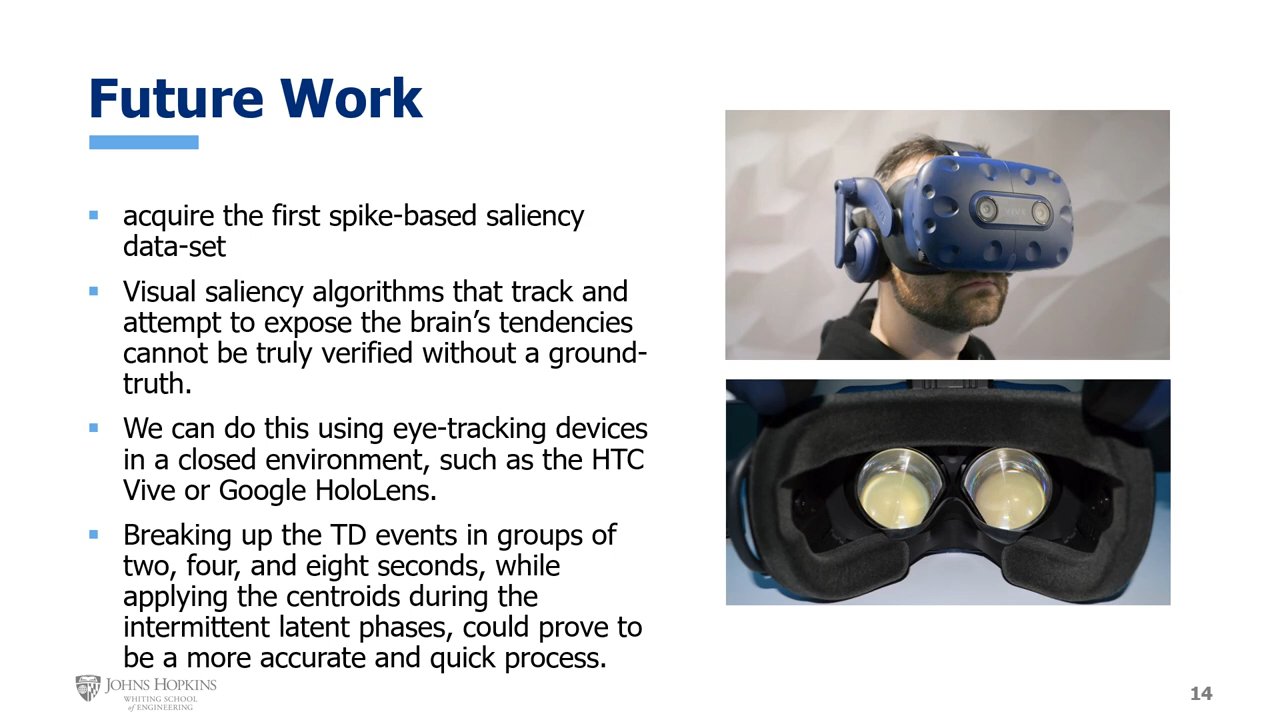 Future Work
acquire the first spike-based saliency
data-set
Visual saliency algorithms that track and
attempt to expose the brain’s tendencies
cannot be truly verified without a ground-
truth.
We can do this using eye-tracking devices
in a closed environment, such as the HTC
Vive or Google HoloLens.
Breaking up the TD events in groups of
two, four, and eight seconds, while
applying the centroids during the
intermittent latent phases, could prove to
be a more accurate and quick process.
VIVE
JOHNS HOPKINS
WHITING SCHOOL
of ENGINEERING
14